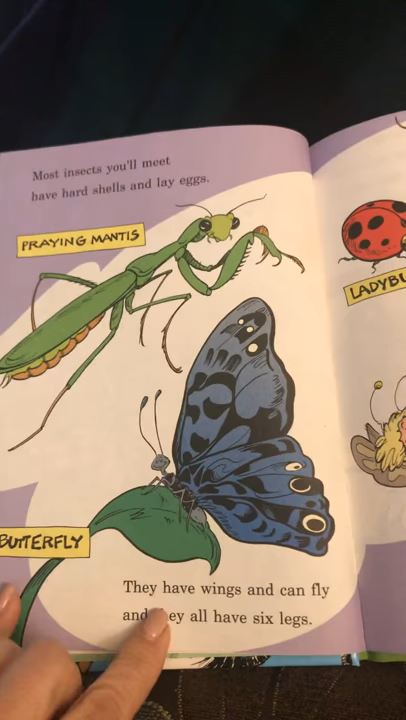 Most insects you'll meet
have hard shells and lay eggs.
PRAYING MANTIS
BUTTERFLY
They have wings and can fly
and they all have six legs.